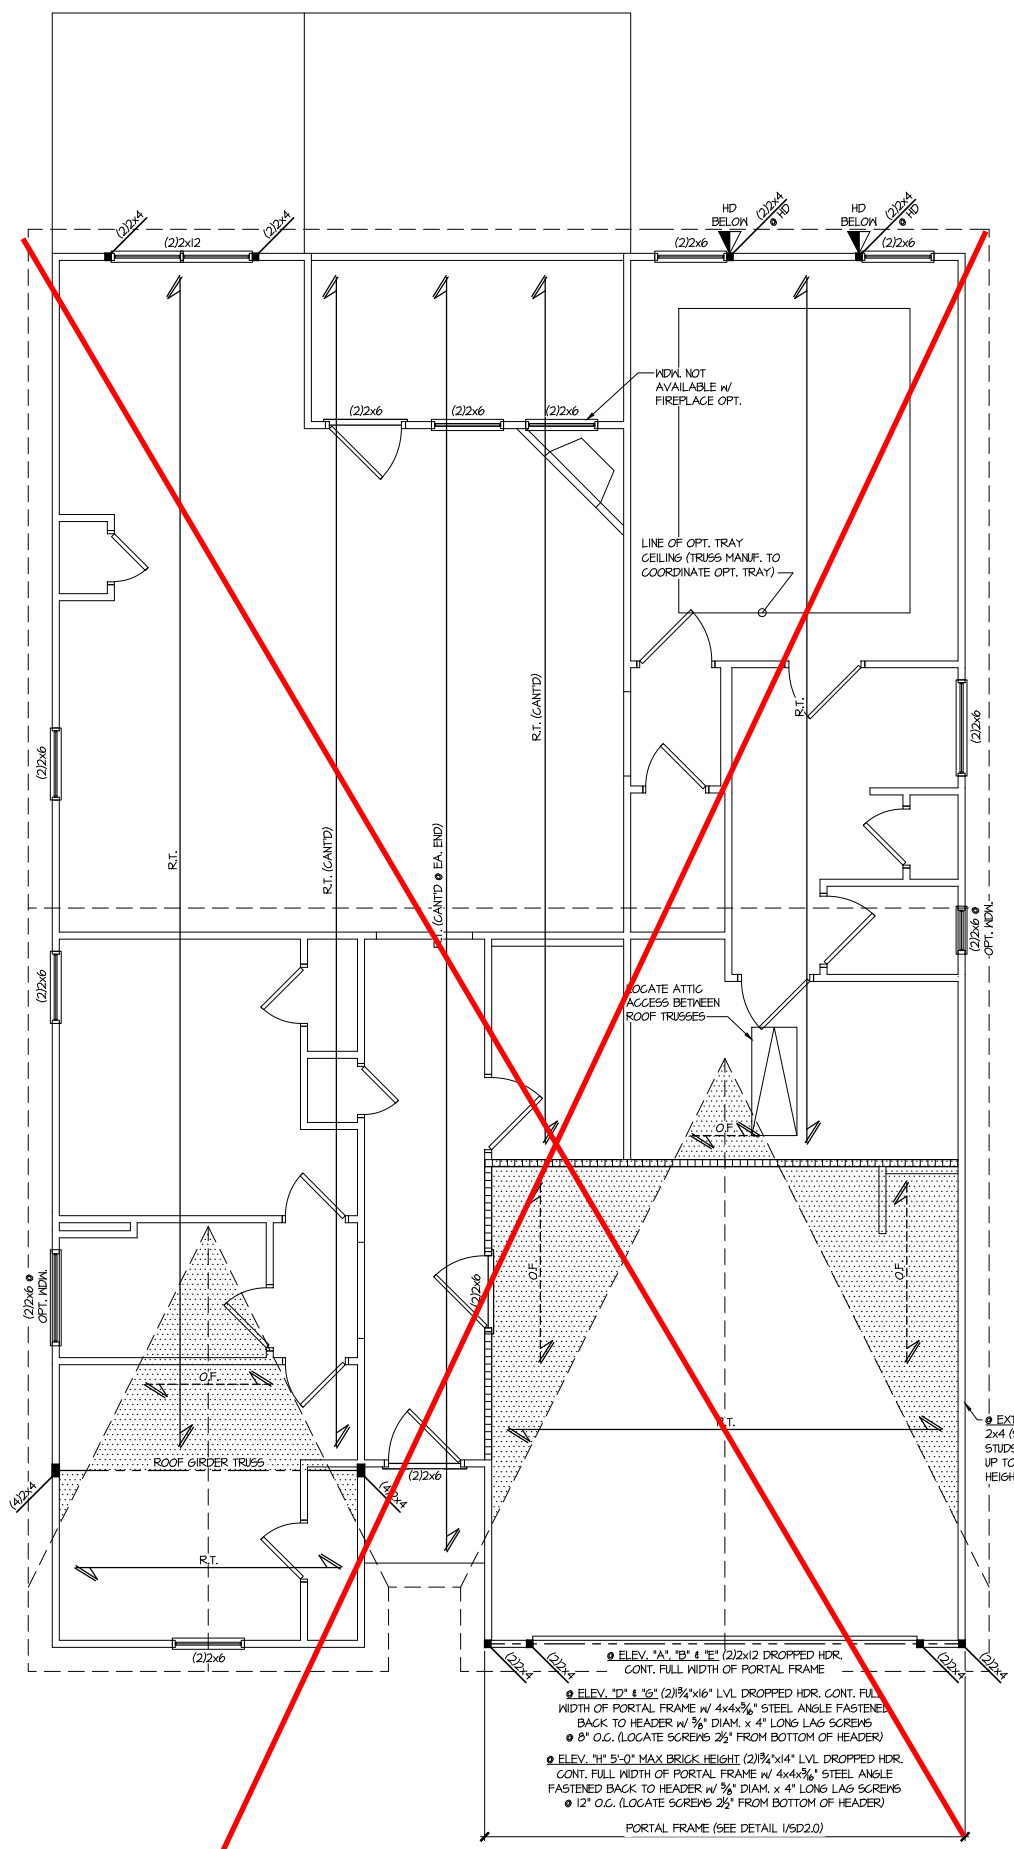 HD
BELOW
(2)2x4
@ HD
HD
BELOW
(2)2x4
@ HD
(2)2x4
(2)2x12
(2)2x4
(2)2x6
(2)2x6
WDW. NOT
AVAILABLE W/
FIREPLACE OPT.
(2)2x6
(2)2x6
(2)2x6
LINE OF OPT. TRAY
CEILING (TRUSS MANUF. TO
COORDINATE OPT. TRAY)
R.T. (CANT'D)
R.T.
(2)2x6
(2)2x6
R.T.
R.T. (CANT'D)
R.T. (CANT'D @ EA. END)
(2)2x6 @
OPT. WDW.
(2)2x6
LOCATE ATTIC
ACCESS BETWEEN
ROOF TRUSSES
O.F.
(2)2x6 @
OPT. WDW.
O.F.
(2)2x6
O.F.
O.F.
R.T.
@ EXT
2x4 (S
STUDS
UP TO
HEIGH
ROOF GIRDER TRUSS
(2)2x6
(4)2x4
(4)2x4
R.T.
(2)2x6
(2)2x4
(2)2x4
(2)2x4
(2)2x4
@ ELEV. "A", "B" & "E" (2)2x12 DROPPED HDR.
CONT. FULL WIDTH OF PORTAL FRAME
@ ELEV. "D" & "G" (2)1¾"x16" LVL DROPPED HDR. CONT. FULL
WIDTH OF PORTAL FRAME W/ 4x4x5/16" STEEL ANGLE FASTENED
BACK TO HEADER W/ ⅝" DIAM. x 4" LONG LAG SCREWS
@ 8" O.C. (LOCATE SCREWS 2½" FROM BOTTOM OF HEADER)
@ ELEV. "H" 5'-0" MAX BRICK HEIGHT (2)1¾"x14" LVL DROPPED HDR.
CONT. FULL WIDTH OF PORTAL FRAME W/ 4x4x5/16" STEEL ANGLE
FASTENED BACK TO HEADER W/ ⅝" DIAM. x 4" LONG LAG SCREWS
@ 12" O.C. (LOCATE SCREWS 2½" FROM BOTTOM OF HEADER)
PORTAL FRAME (SEE DETAIL 1/SD2.0)